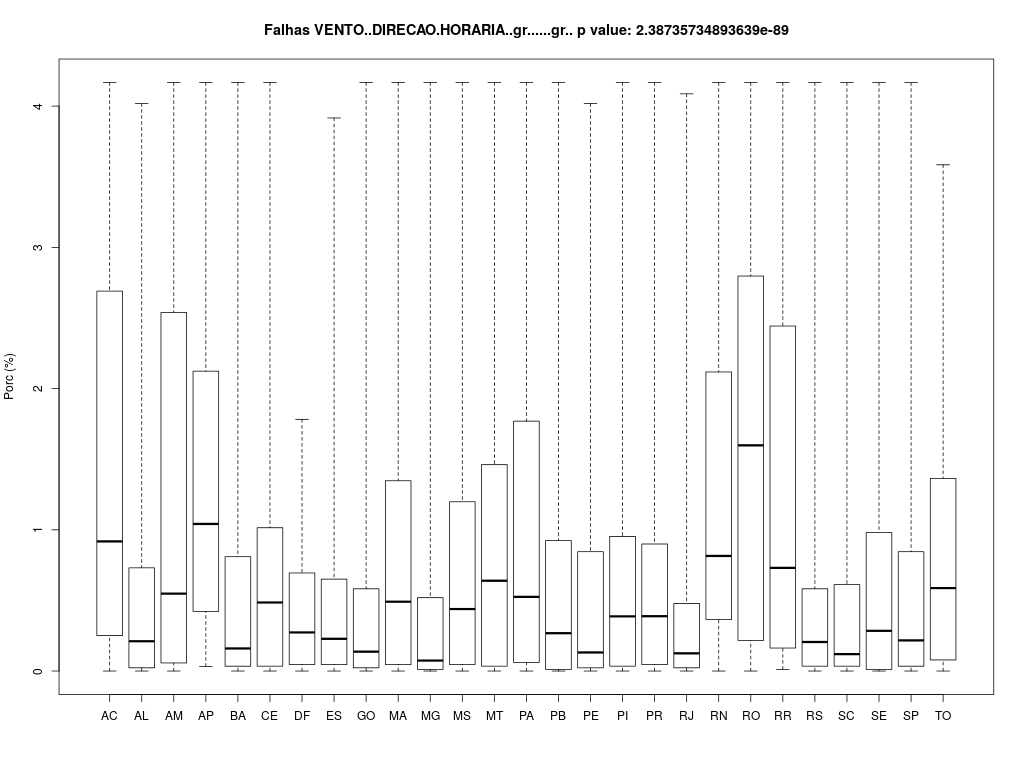 Falhas VENTO..DIRECAO.HORARIA..gr......gr.. p value: 2.38735734893639e-89
Porc (%)
4
3
2
1
0
AC AL AM AP BA CE DF ES GO MA MG MS MT PA PB PE PI PR RJ RN RO RR RS SC SE SP TO